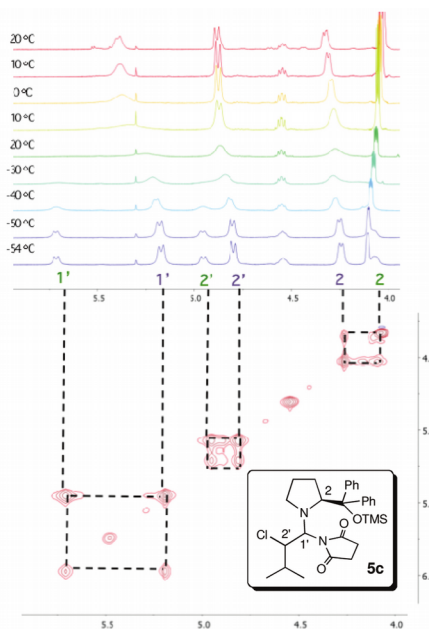 20 °C
10 °C
0 °C
10 °C
20 °C
-30 °C
-40 °C
-50 °C
-54 °C
1' 1' 2' 2' 2 2
5.5 5.0 4.5 4.0
4.
5.
5.
6.
2 Ph
Ph
N OTMS
Cl 2' O
1' N
O 5c
5.5 5.0 4.5 4.0